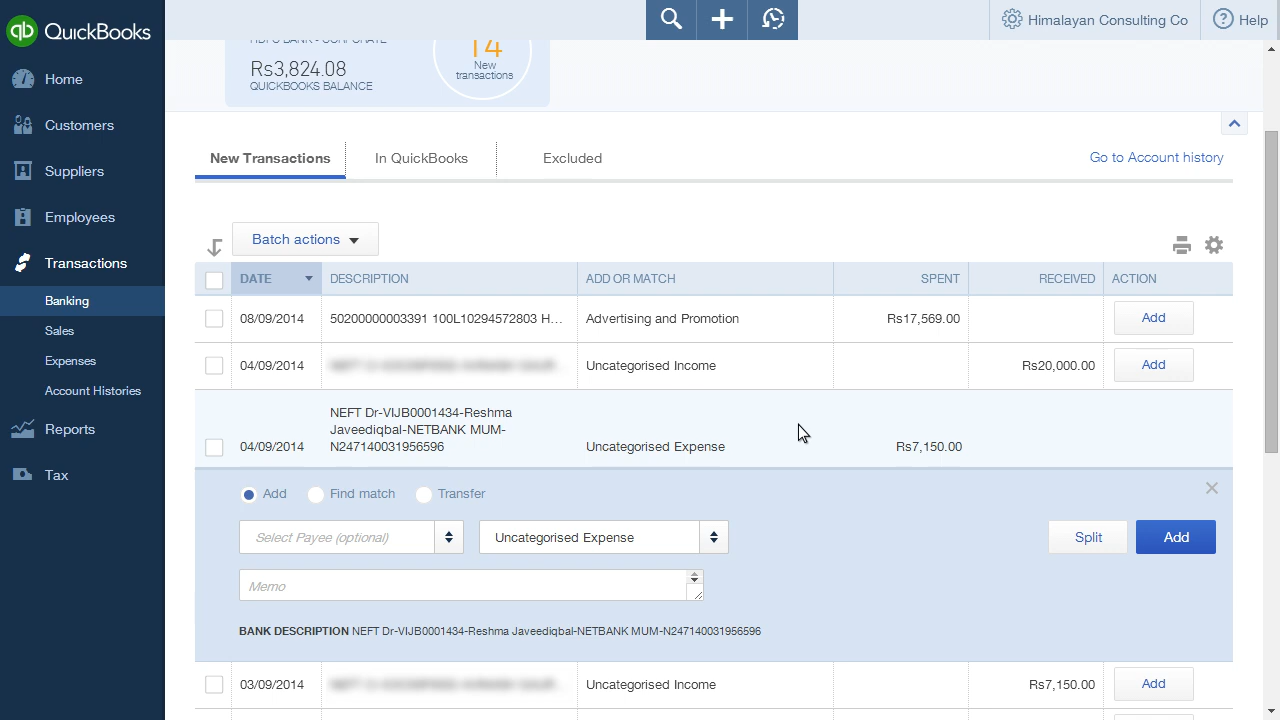 qb QuickBooks
Himalayan Consulting Co
Help
Home
Customers
Suppliers
Employees
Transactions
Banking
Sales
Expenses
Account Histories
Reports
Tax
Rs3,824.08
QUICKBOOKS BALANCE
14
New
transactions
New Transactions
In QuickBooks
Excluded
Go to Account history
Batch actions
DATE DESCRIPTION ADD OR MATCH SPENT RECEIVED ACTION
08/09/2014 50200000003391 100L10294572803 H... Advertising and Promotion Rs17,569.00 Add
04/09/2014 Uncategorised Income Rs20,000.00 Add
NEFT Dr-VIJB0001434-Reshma
Javeediqbal-NETBANK MUM-
04/09/2014 N247140031956596 Uncategorised Expense Rs7,150.00
Add Find match Transfer
Select Payee (optional) Uncategorised Expense Split Add
Memo
BANK DESCRIPTION NEFT Dr-VIJB0001434-Reshma Javeediqbal-NETBANK MUM-N247140031956596
03/09/2014 Uncategorised Income Rs7,150.00 Add